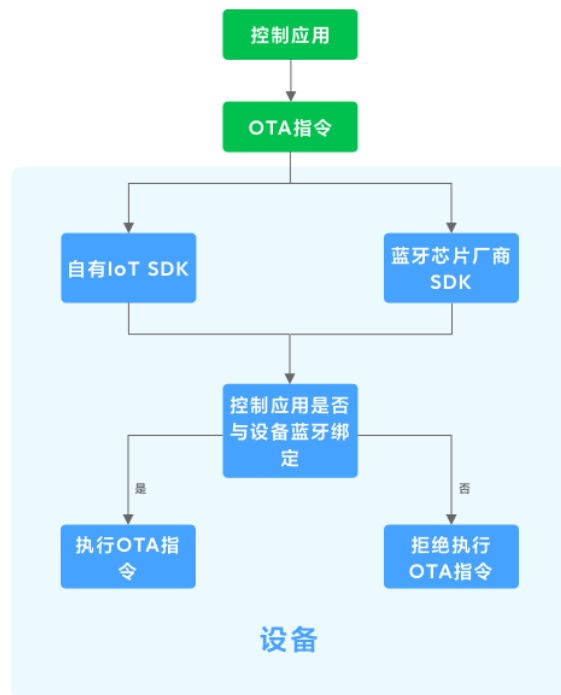 控制应用
OTA指令
自有IoT SDK
蓝牙芯片厂商
SDK
控制应用是否
与设备蓝牙绑
定
是
否
执行OTA指
令
拒绝执行
OTA指令
设备